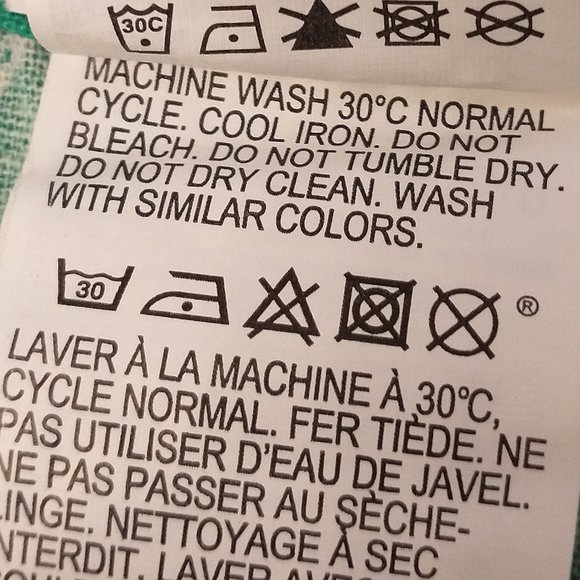 30C
MACHINE WASH 30°C NORMAL
CYCLE. COOL IRON. DO NOT
BLEACH. DO NOT TUMBLE DRY.
DO NOT DRY CLEAN. WASH
WITH SIMILAR COLORS.
30 ®
LAVER À LA MACHINE À 30°C,
CYCLE NORMAL. FER TIÈDE. NE
PAS UTILISER D'EAU DE JAVEL.
NE PAS PASSER AU SÈCHE-
LINGE. NETTOYAGE À SEC
INTERDIT. LAVER